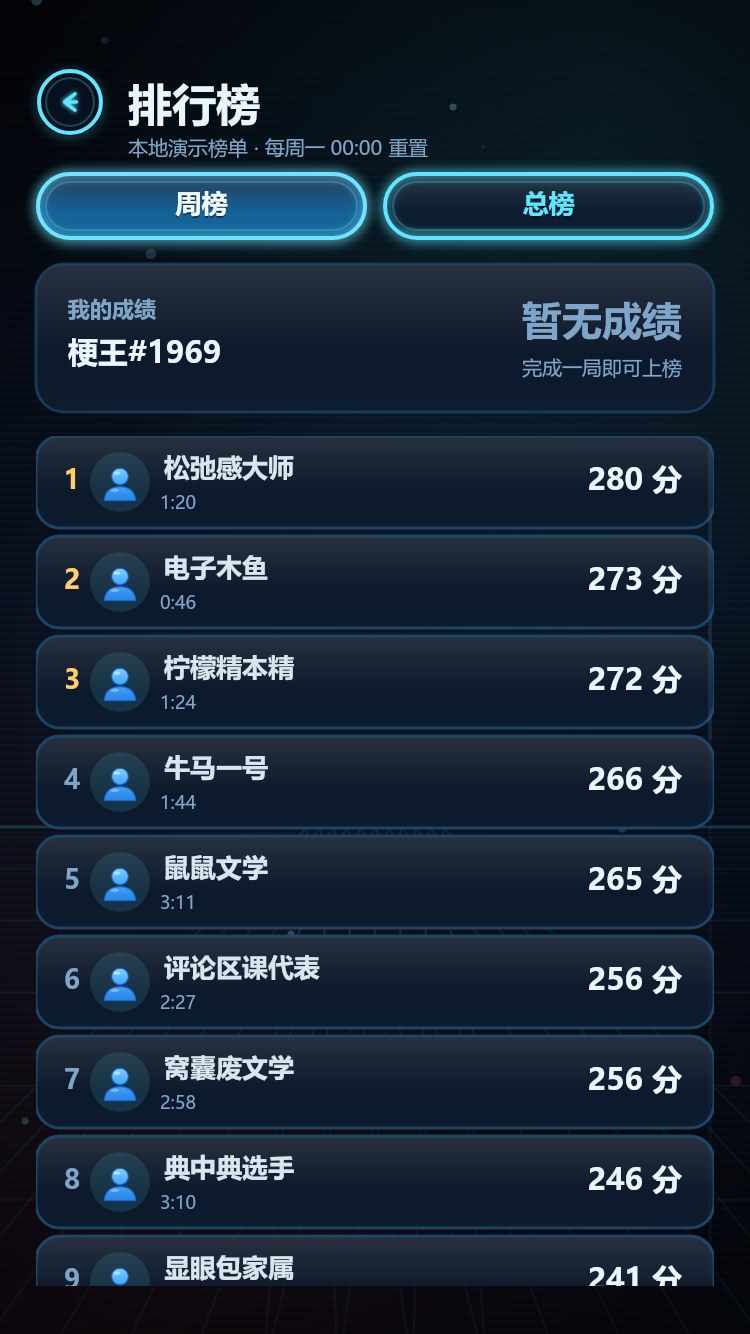 排行榜
本地演示榜单 · 每周一 00:00 重置
周榜
总榜
我的成绩
梗王#1969
暂无成绩
完成一局即可上榜
1 松弛感大师 280 分
1:20
2 电子木鱼 273 分
0:46
3 柠檬精本精 272 分
1:24
4 牛马一号 266 分
1:44
5 鼠鼠文学 265 分
3:11
6 评论区课代表 256 分
2:27
7 窝囊废文学 256 分
2:58
8 典中典选手 246 分
3:10
9 显眼包家属 241 分